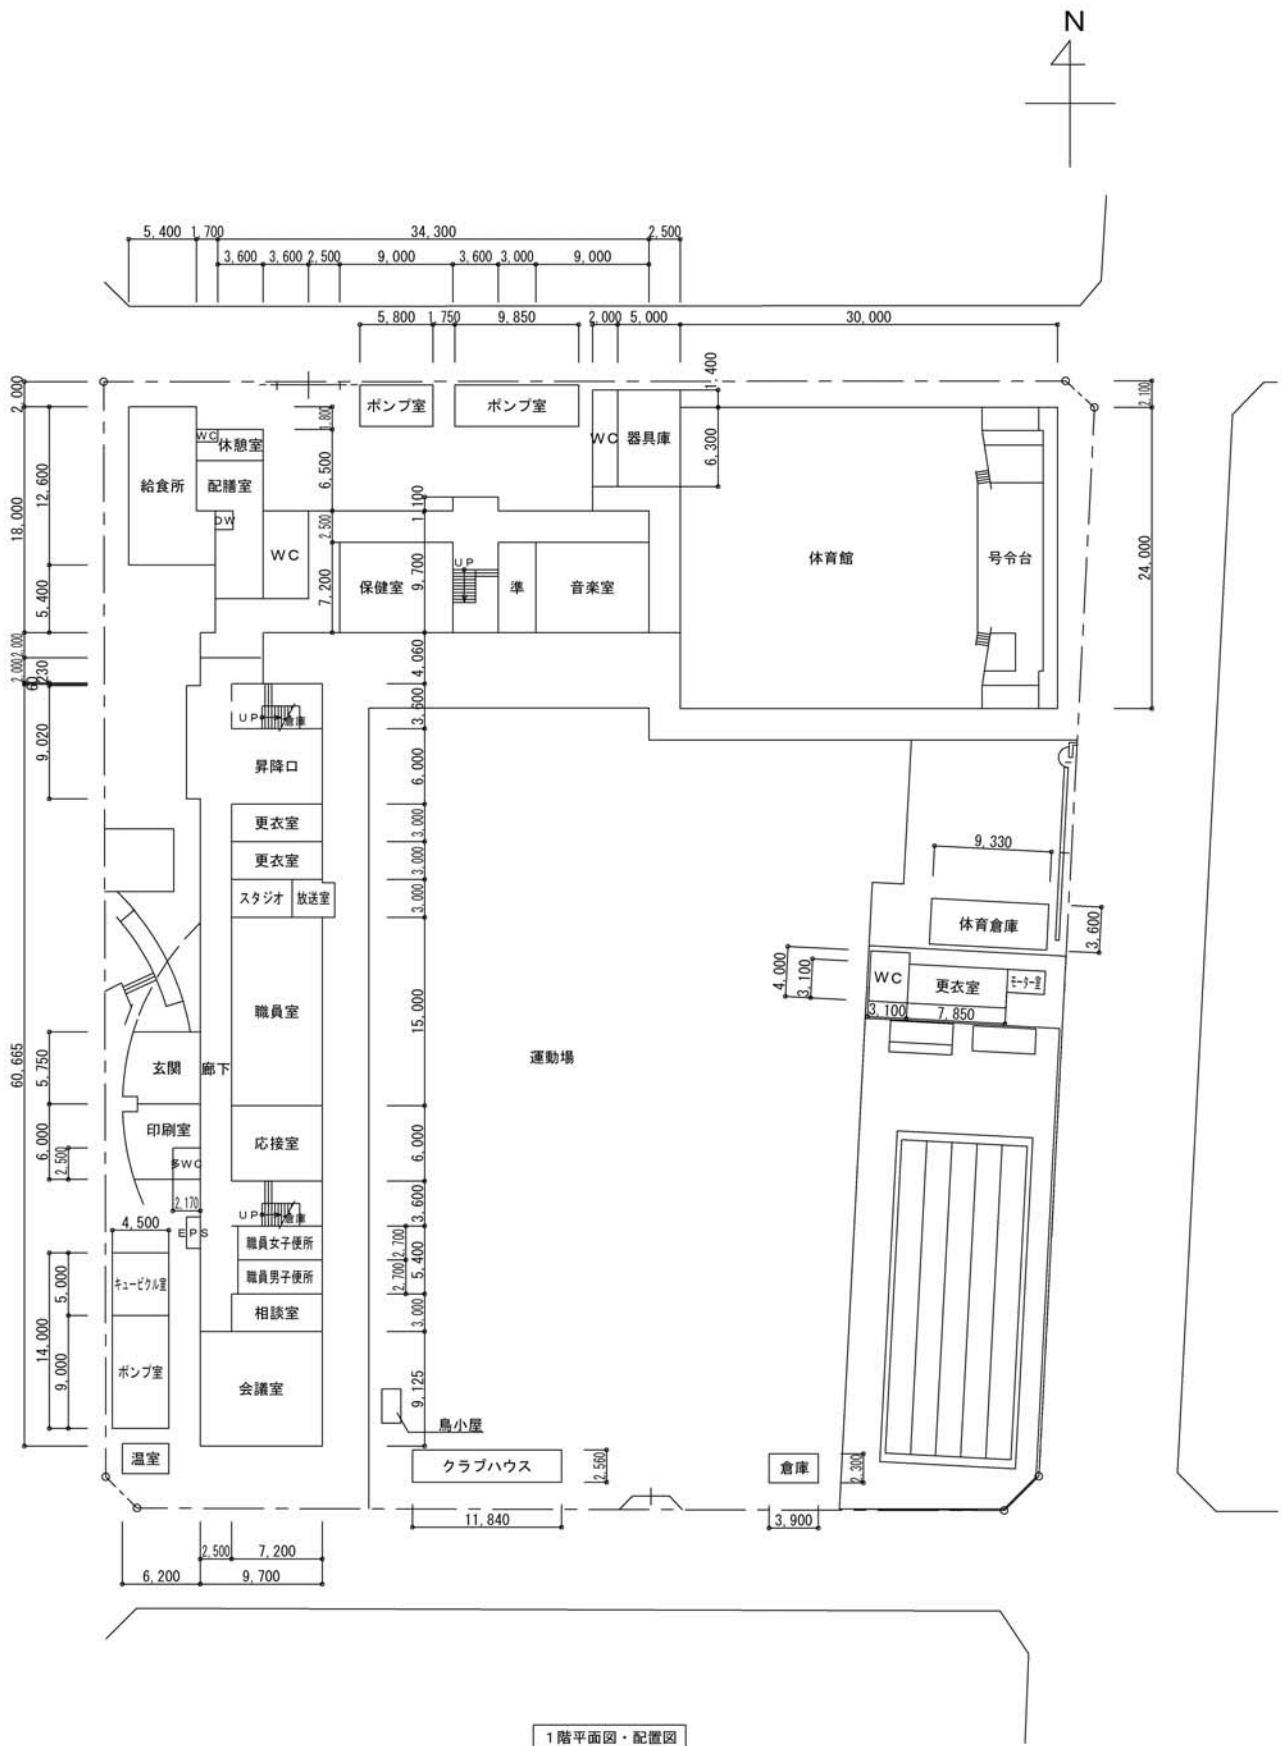 N
5,400 1,700 34,300 2,500
3,600 3,600 2,500 9,000 3,600 3,000 9,000
5,800 1,750 9,850 2,000 5,000 30,000
1,400
2,000
2,100
ポンプ室
ポンプ室
WC
器具庫
6,300
1,800
WC
休憩室
6,500
給食所
配膳室
12,600
18,000
1,100
DW
2,500
WC
UP
保健室
準
音楽室
体育館
号令台
24,000
9,700
7,200
5,400
2,000
2,000
230
60
4,060
3,600
UP
倉庫
9,020
昇降口
6,000
更衣室
3,000
更衣室
3,000
スタジオ
放送室
3,000
9,330
体育倉庫
3,600
4,000
3,100
WC
更衣室
モーター室
3,100
7,850
職員室
15,000
運動場
60,665
5,750
玄関
廊下
印刷室
6,000
2,500
多WC
応接室
6,000
2,170
4,500
EPS
UP
倉庫
3,600
職員女子便所
2,700
5,400
職員男子便所
2,700
キュービクル室
5,000
相談室
3,000
14,000
ポンプ室
9,000
会議室
9,125
鳥小屋
温室
クラブハウス
2,560
倉庫
2,300
11,840
3,900
2,500 7,200
6,200 9,700
1階平面図・配置図